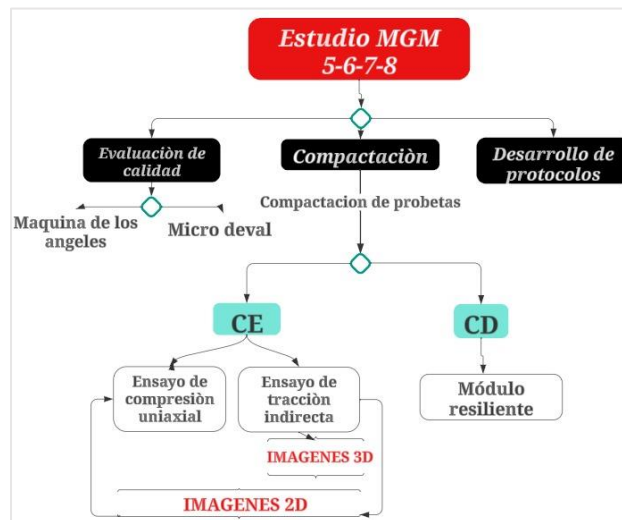 Estudio MGM
5-6-7-8
Evaluaciòn de
calidad
Compactaciòn
Desarrollo de
protocolos
Maquina de los
angeles
Micro deval
Compactacion de probetas
CE
CD
Ensayo de
compresiòn
uniaxial
Ensayo de
tracciòn
indirecta
Módulo
resiliente
IMAGENES 3D
IMAGENES 2D